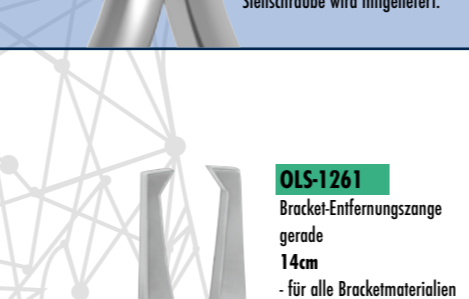 Stellschraube wird mitgeliefert.
OLS-1261
Bracket-Entfernungszange
gerade
14cm
- für alle Bracketmaterialien